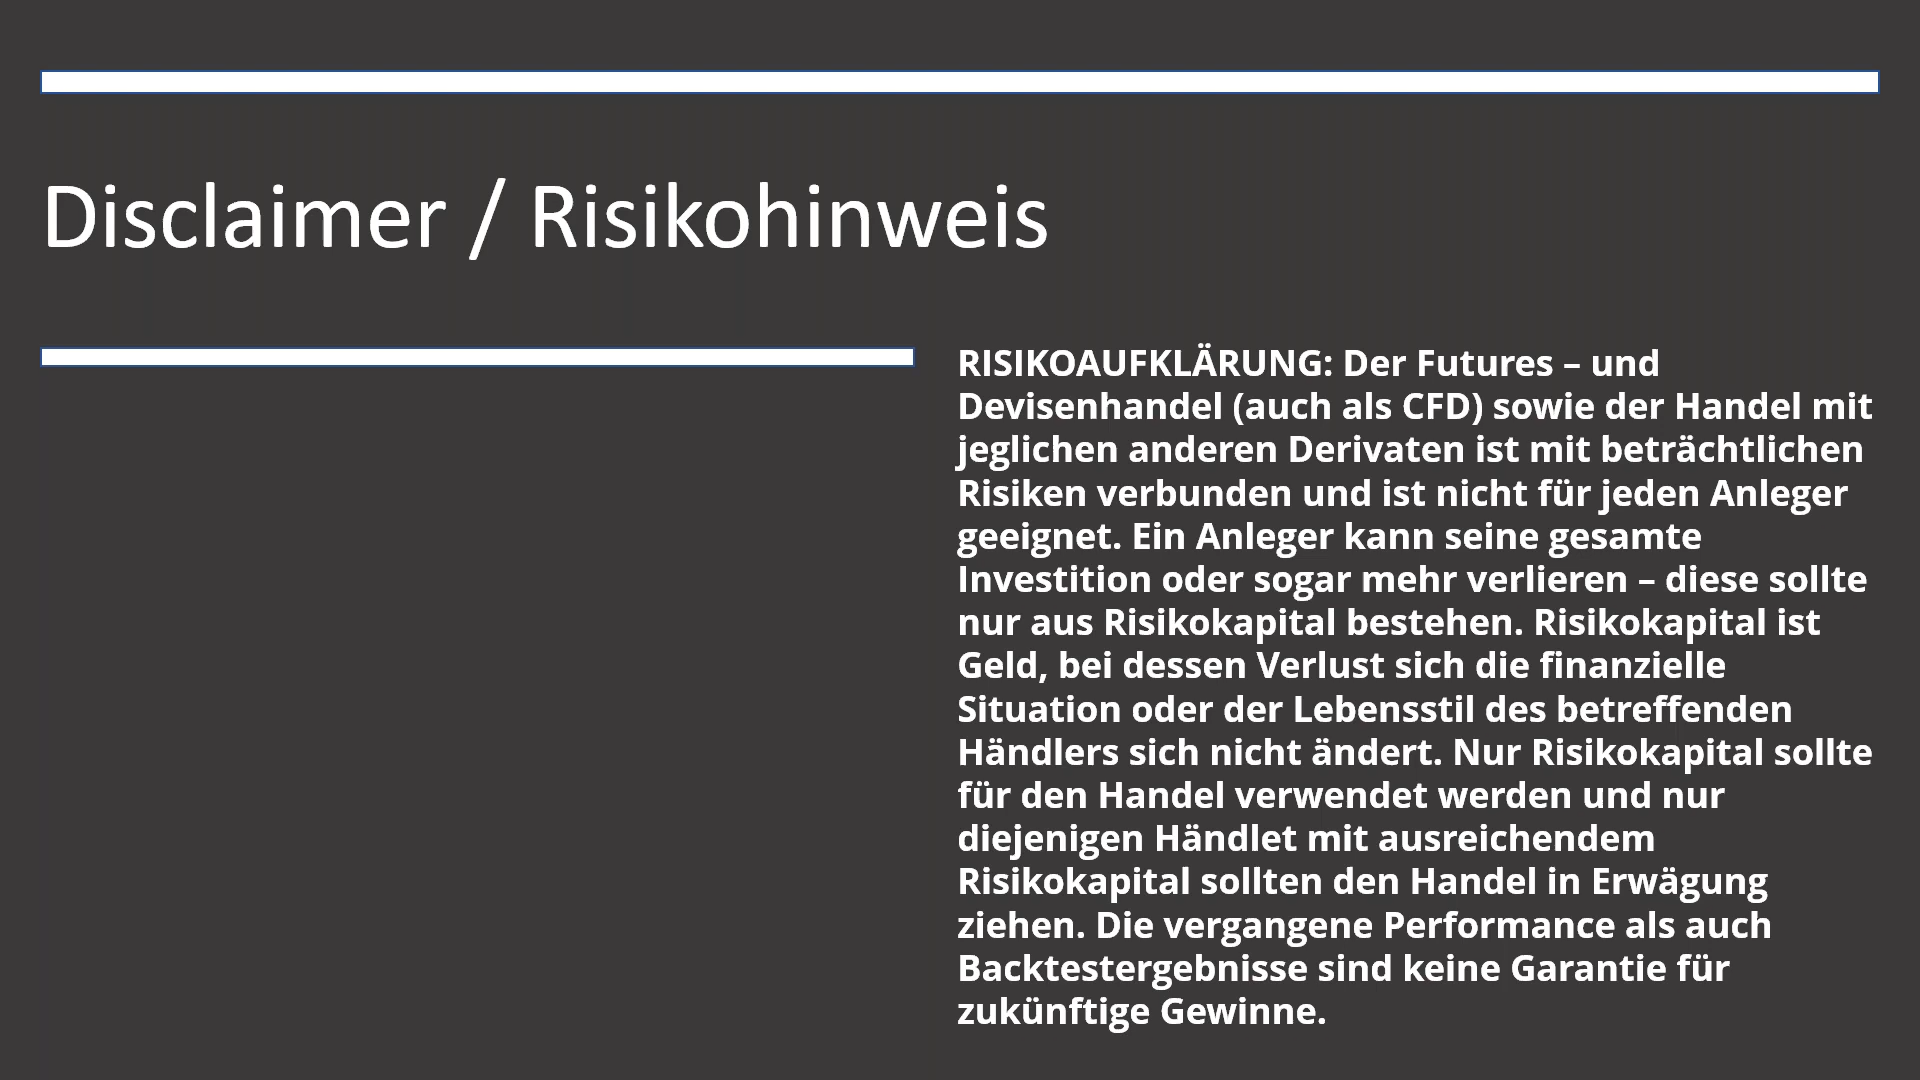 Disclaimer / Risikohinweis
RISIKOAUFKLÄRUNG: Der Futures – und
Devisenhandel (auch als CFD) sowie der Handel mit
jeglichen anderen Derivaten ist mit beträchtlichen
Risiken verbunden und ist nicht für jeden Anleger
geeignet. Ein Anleger kann seine gesamte
Investition oder sogar mehr verlieren – diese sollte
nur aus Risikokapital bestehen. Risikokapital ist
Geld, bei dessen Verlust sich die finanzielle
Situation oder der Lebensstil des betreffenden
Händlers sich nicht ändert. Nur Risikokapital sollte
für den Handel verwendet werden und nur
diejenigen Händlet mit ausreichendem
Risikokapital sollten den Handel in Erwägung
ziehen. Die vergangene Performance als auch
Backtestergebnisse sind keine Garantie für
zukünftige Gewinne.